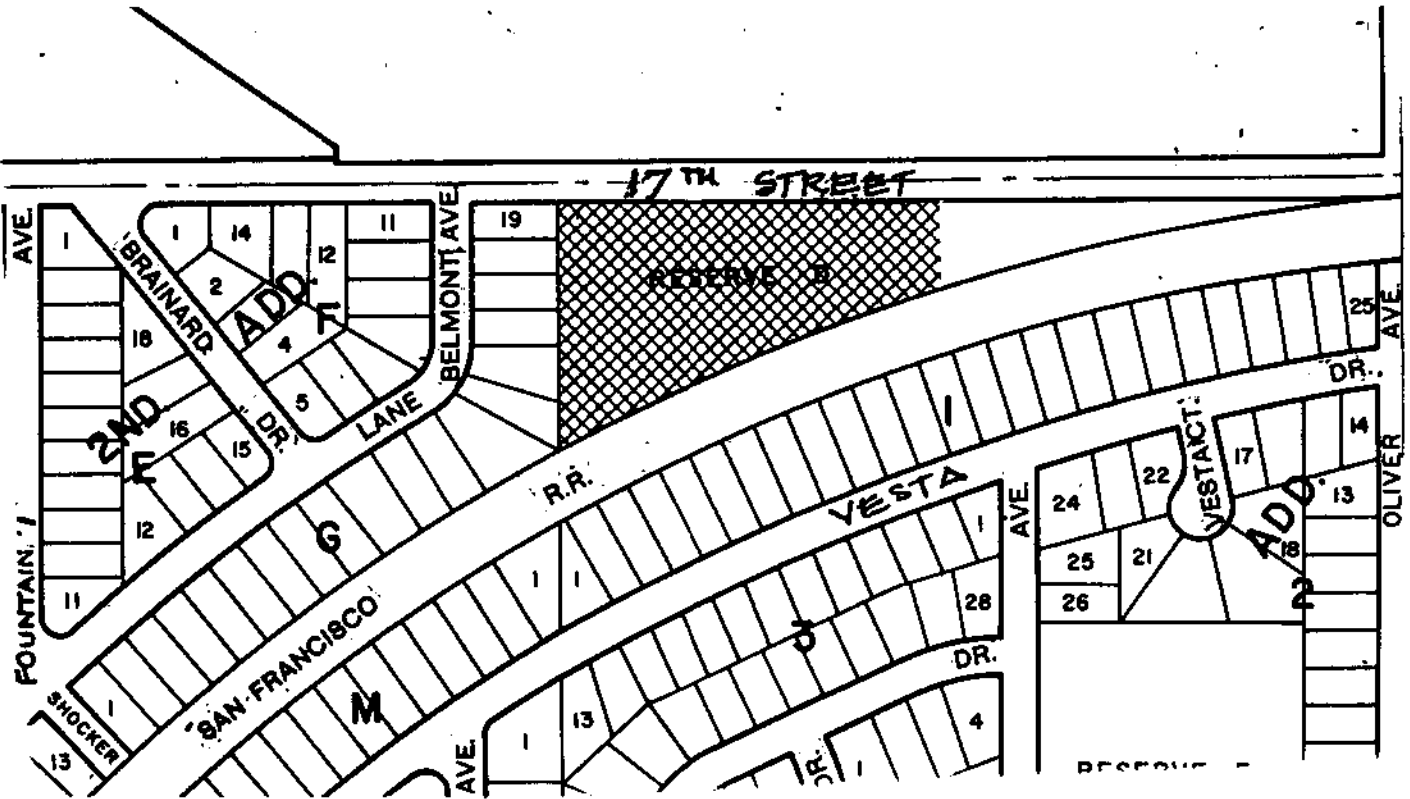 17TH STREET
AVE.
1
BRAINARD
DR.
1
14
12
11
BELMONT AVE.
19
RESERVE B
2
ADD.
F
4
18
5
LANE
2ND
16
E
15
12
11
FOUNTAIN
G
R.R.
SAN FRANCISCO
1
SHOCKER
13
M
1
1
I
25
AVE.
DR.
VESTA
1
28
J
DR.
13
1
AVE.
4
1
DR.
AVE.
24
22
VESTA CT.
17
14
13
OLIVER
ADD.
18
2
25
21
26
RESERVE